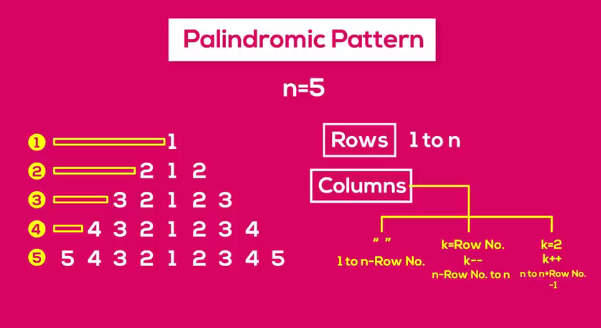 Palindromic Pattern
n=5
1 1
2 2 1 2
3 3 2 1 2 3
4 4 3 2 1 2 3 4
5 5 4 3 2 1 2 3 4 5
Rows 1 to n
Columns
“ ”
1 to n-Row No.
k=Row No.
k--
n-Row No. to n
k=2
k++
n to n+Row No.
-1